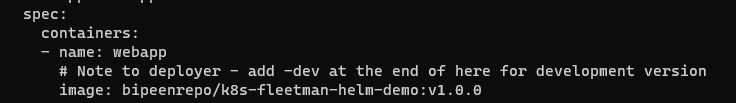 spec:
containers:
- name: webapp
# Note to deployer - add -dev at the end of here for development version
image: bipeenrepo/k8s-fleetman-helm-demo:v1.0.0